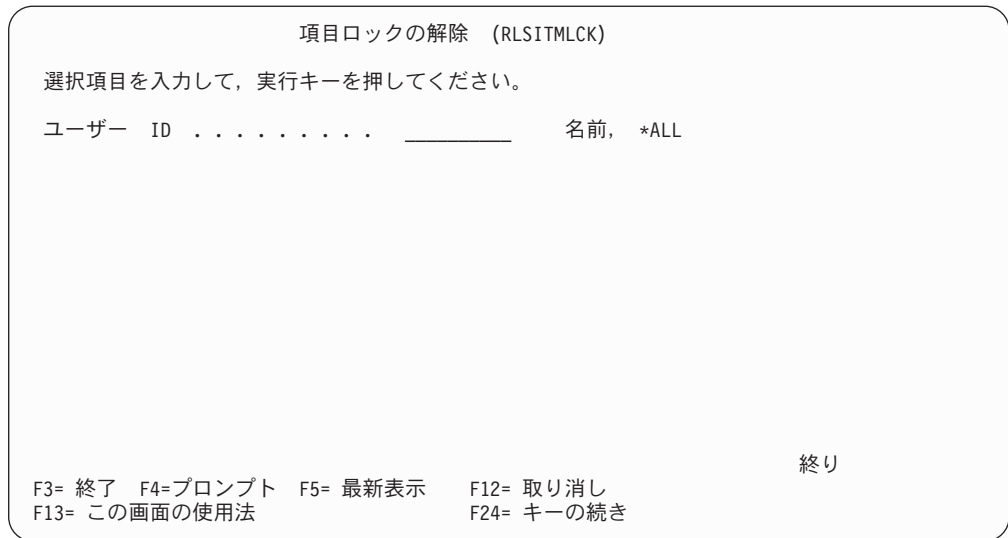 項目ロックの解除 (RLSITMLCK)
選択項目を入力して，実行キーを押してください。
ユーザー ID . . . . . . . . . __________ 名前， *ALL
終り
F3= 終了 F4=プロンプト F5= 最新表示 F12= 取り消し
F13= この画面の使用法 F24= キーの続き